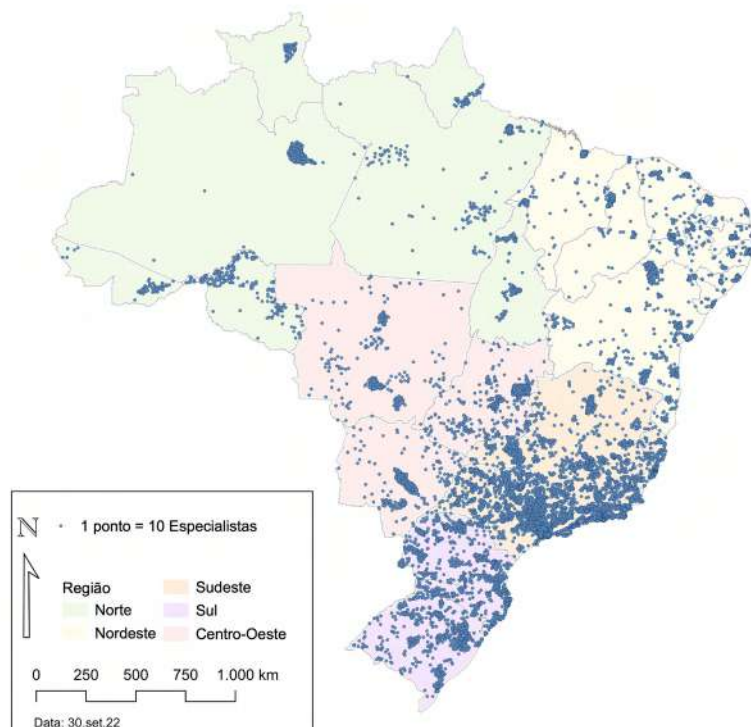 N 1 ponto = 10 Especialistas
Região
Norte
Nordeste
Sudeste
Sul
Centro-Oeste
0 250 500 750 1.000 km
Data: 30.set.22